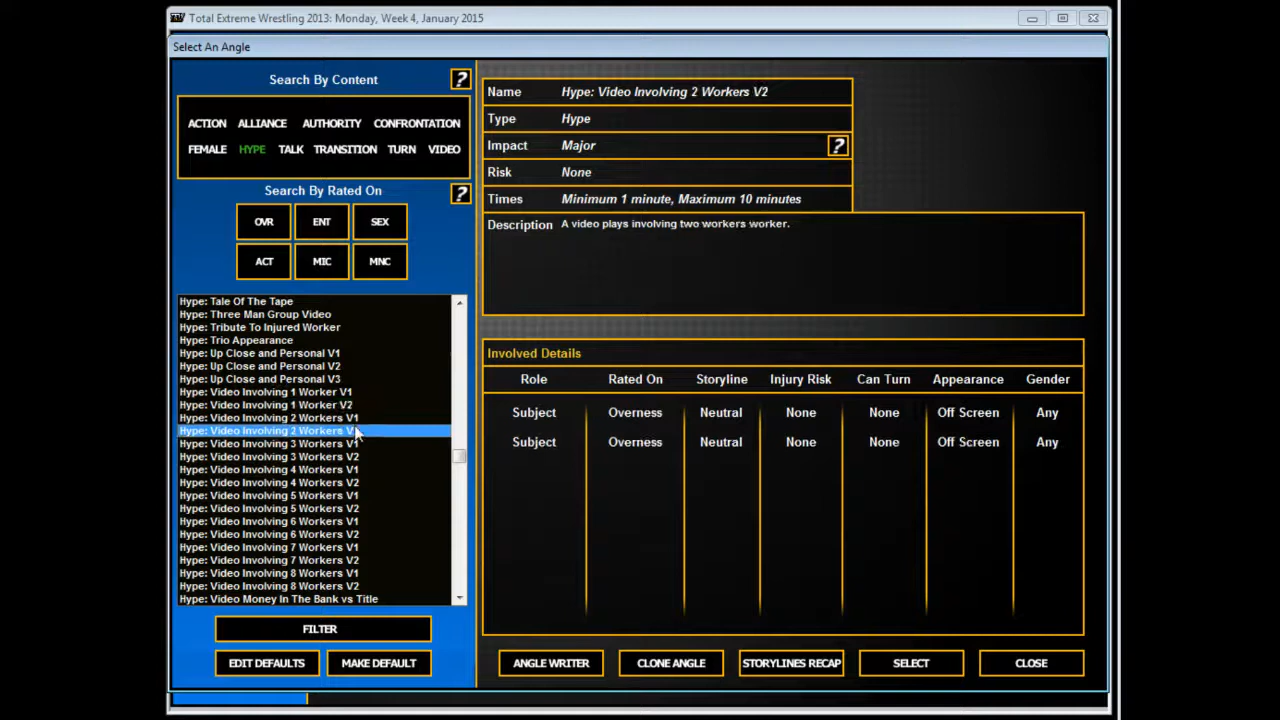 Total Extreme Wrestling 2013: Monday, Week 4, January 2015
Select An Angle
Search By Content
?
ACTION ALLIANCE AUTHORITY CONFRONTATION
FEMALE HYPE TALK TRANSITION TURN VIDEO
Search By Rated On
?
OVR ENT SEX
ACT MIC MNC
Hype: Tale Of The Tape
Hype: Three Man Group Video
Hype: Tribute To Injured Worker
Hype: Trio Appearance
Hype: Up Close and Personal V1
Hype: Up Close and Personal V2
Hype: Up Close and Personal V3
Hype: Video Involving 1 Worker V1
Hype: Video Involving 1 Worker V2
Hype: Video Involving 2 Workers V1
Hype: Video Involving 2 Workers
Hype: Video Involving 3 Workers V1
Hype: Video Involving 3 Workers V2
Hype: Video Involving 4 Workers V1
Hype: Video Involving 4 Workers V2
Hype: Video Involving 5 Workers V1
Hype: Video Involving 5 Workers V2
Hype: Video Involving 6 Workers V1
Hype: Video Involving 6 Workers V2
Hype: Video Involving 7 Workers V1
Hype: Video Involving 7 Workers V2
Hype: Video Involving 8 Workers V1
Hype: Video Involving 8 Workers V2
Hype: Video Money In The Bank vs Title
FILTER
EDIT DEFAULTS MAKE DEFAULT
Name Hype: Video Involving 2 Workers V2
Type Hype
Impact Major ?
Risk None
Times Minimum 1 minute, Maximum 10 minutes
Description A video plays involving two workers worker.
Involved Details
Role Rated On Storyline Injury Risk Can Turn Appearance Gender
Subject Overness Neutral None None Off Screen Any
Subject Overness Neutral None None Off Screen Any
ANGLE WRITER CLONE ANGLE STORYLINES RECAP SELECT CLOSE